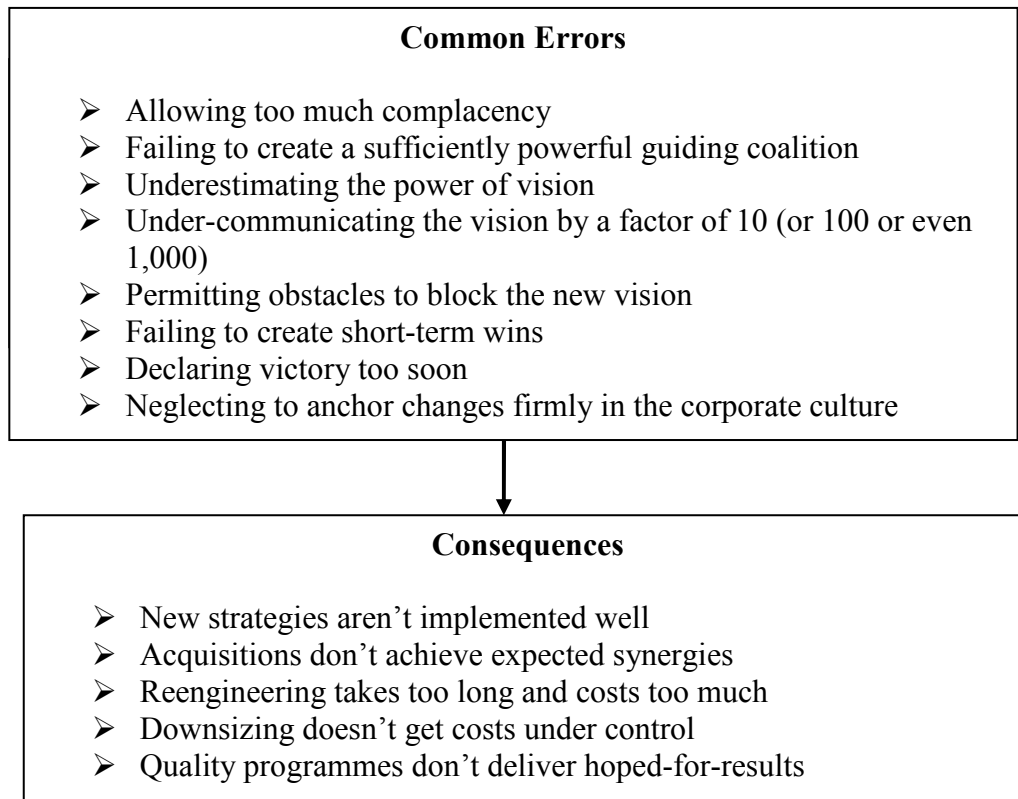 Common Errors
➢ Allowing too much complacency
➢ Failing to create a sufficiently powerful guiding coalition
➢ Underestimating the power of vision
➢ Under-communicating the vision by a factor of 10 (or 100 or even
1,000)
➢ Permitting obstacles to block the new vision
➢ Failing to create short-term wins
➢ Declaring victory too soon
➢ Neglecting to anchor changes firmly in the corporate culture
Consequences
➢ New strategies aren’t implemented well
➢ Acquisitions don’t achieve expected synergies
➢ Reengineering takes too long and costs too much
➢ Downsizing doesn’t get costs under control
➢ Quality programmes don’t deliver hoped-for-results